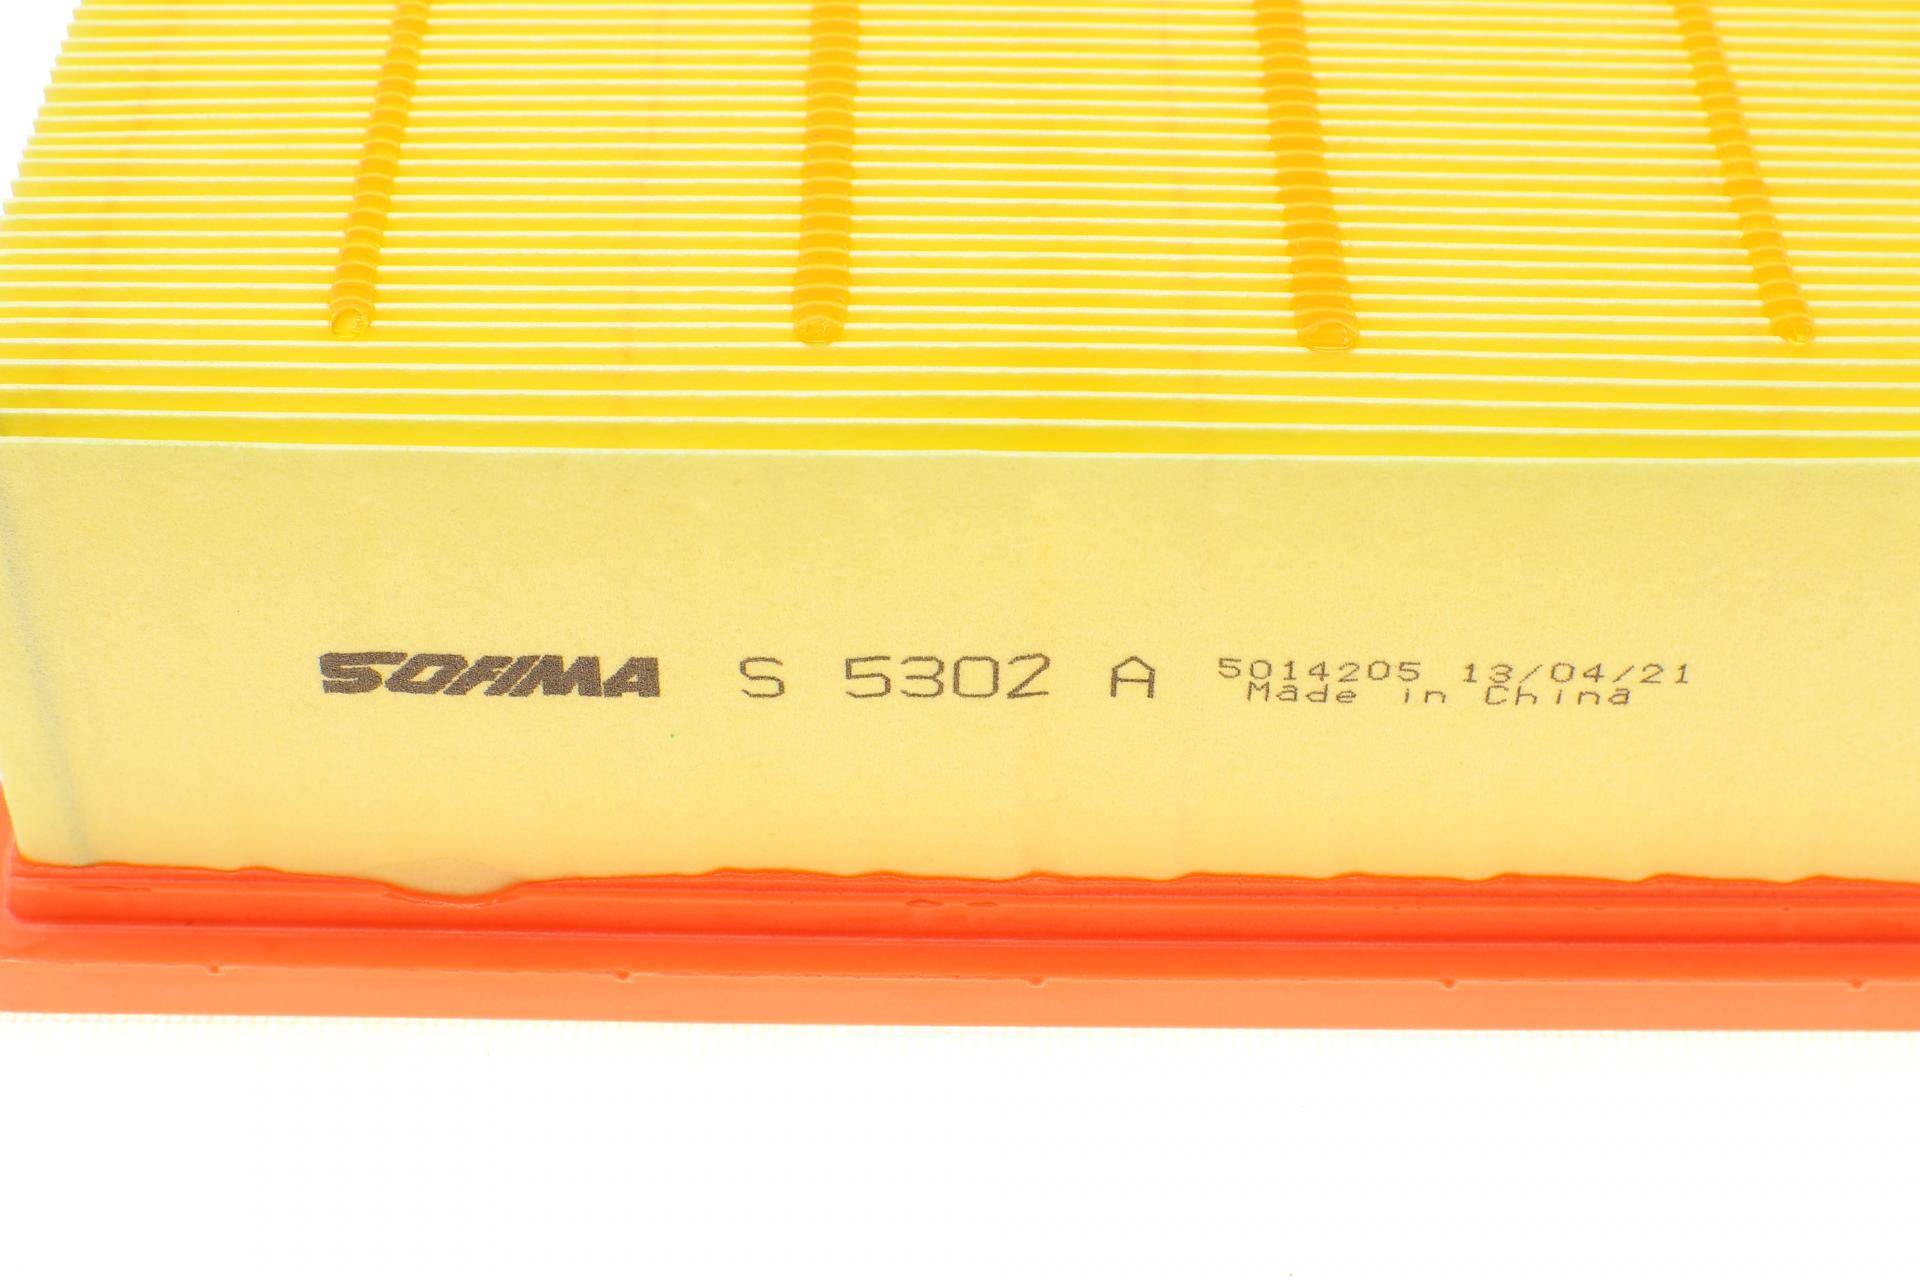 SOFIMA S 5302 A 5014205 13/04/21
Made in China